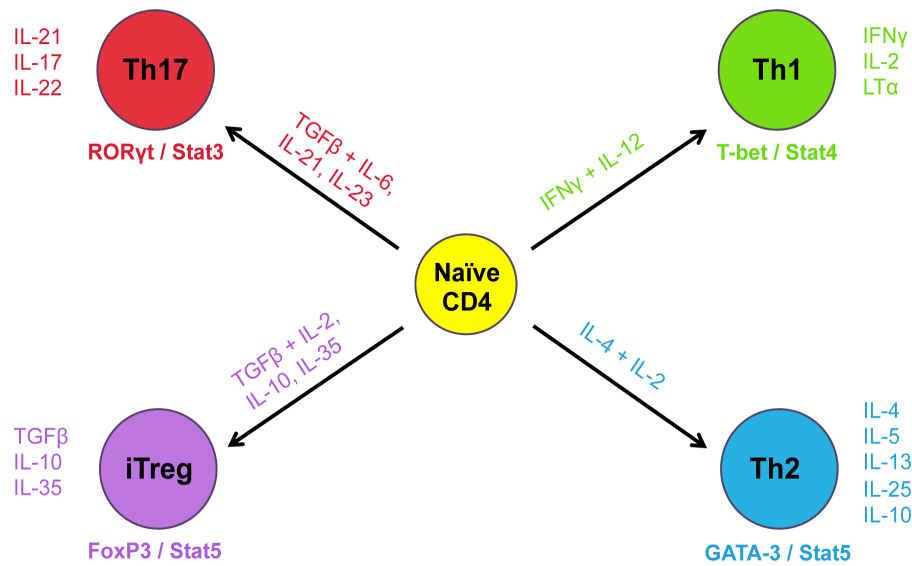 IL-21
IL-17
IL-22
Th17
RORγt / Stat3
TGFβ + IL-6,
IL-21, IL-23
IFNγ + IL-12
Th1
T-bet / Stat4
IFNγ
IL-2
LTα
Naïve
CD4
TGFβ + IL-2,
IL-10, IL-35
IL-4 + IL-2
TGFβ
IL-10
IL-35
iTreg
FoxP3 / Stat5
Th2
GATA-3 / Stat5
IL-4
IL-5
IL-13
IL-25
IL-10